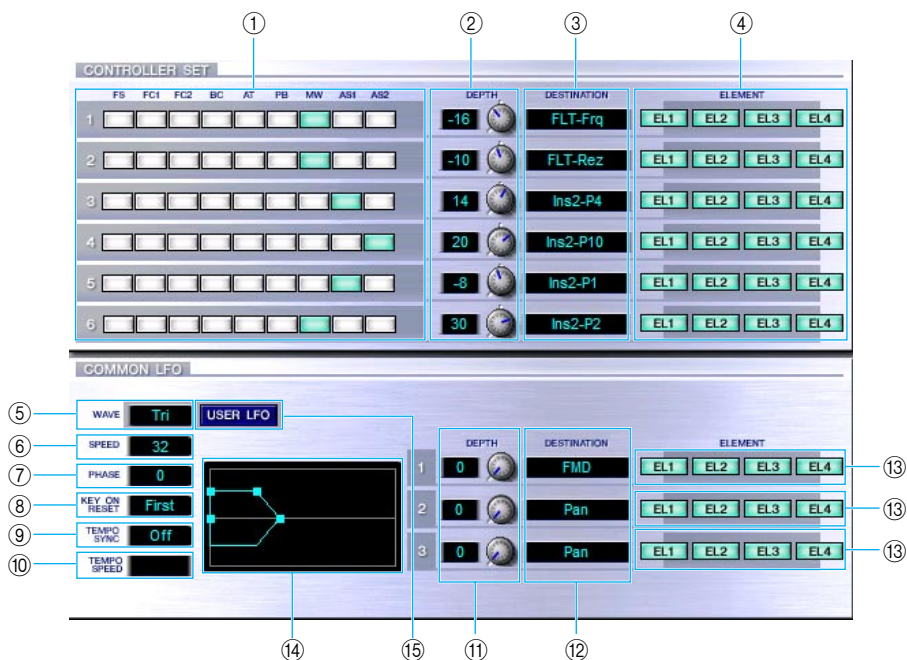 ① ② ③ ④
CONTROLLER SET
FS FC1 FC2 BC AT PB MW AS1 AS2 DEPTH DESTINATION ELEMENT
1 -16 FLT-Frq EL1 EL2 EL3 EL4
2 -10 FLT-Rez EL1 EL2 EL3 EL4
3 14 Ins2-P4 EL1 EL2 EL3 EL4
4 20 Ins2-P10 EL1 EL2 EL3 EL4
5 -8 Ins2-P1 EL1 EL2 EL3 EL4
6 30 Ins2-P2 EL1 EL2 EL3 EL4
COMMON LFO
⑤ WAVE Tri USER LFO
⑥ SPEED 32
⑦ PHASE 0
⑧ KEY ON RESET First
⑨ TEMPO SYNC Off
⑩ TEMPO SPEED
DEPTH DESTINATION ELEMENT
1 0 FMD EL1 EL2 EL3 EL4 ⑬
2 0 Pan EL1 EL2 EL3 EL4 ⑬
3 0 Pan EL1 EL2 EL3 EL4 ⑬
⑭ ⑮ ⑪ ⑫